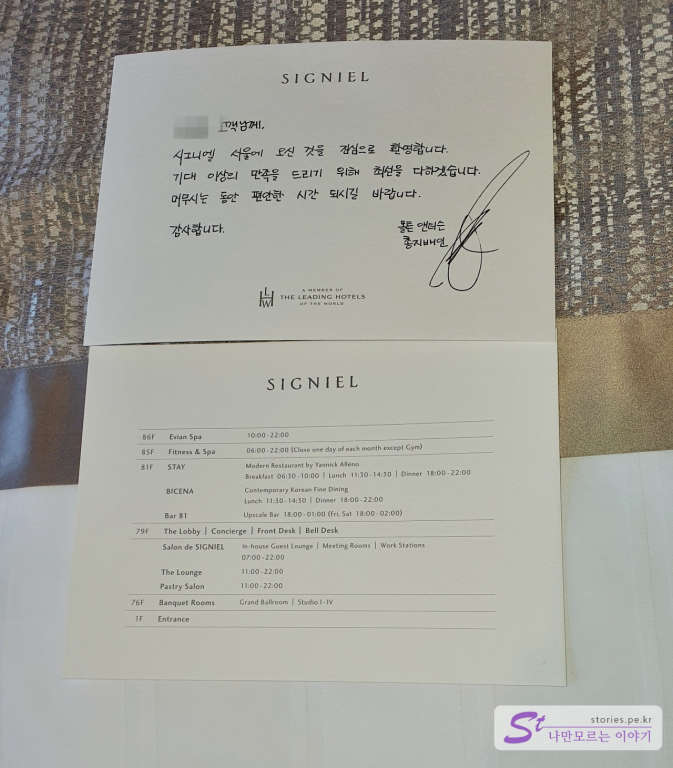 SIGNIEL
고객님께,
시그니엘 서울에 오신 것을 진심으로 환영합니다.
기대 이상의 만족을 드리기 위해 최선을 다하겠습니다.
머무시는 동안 편안한 시간 되시길 바랍니다.
감사합니다.
몰튼 앤더슨
총지배인
LHW
A MEMBER OF
THE LEADING HOTELS
OF THE WORLD
SIGNIEL
86F Evian Spa 10:00-22:00
85F Fitness & Spa 06:00-22:00 (Close one day of each month except Gym)
81F STAY Modern Restaurant by Yannick Alléno
Breakfast 06:30-10:00 | Lunch 11:30-14:30 | Dinner 18:00-22:00
BICENA Contemporary Korean Fine Dining
Lunch 11:30-14:30 | Dinner 18:00-22:00
Bar 81 Upscale Bar 18:00-01:00 (Fri, Sat 18:00-02:00)
79F The Lobby | Concierge | Front Desk | Bell Desk
Salon de SIGNIEL In-house Guest Lounge | Meeting Rooms | Work Stations
07:00-22:00
The Lounge 11:00-22:00
Pastry Salon 11:00-22:00
76F Banquet Rooms Grand Ballroom | Studio I-IV
1F Entrance
St
stories.pe.kr
나만모르는 이야기